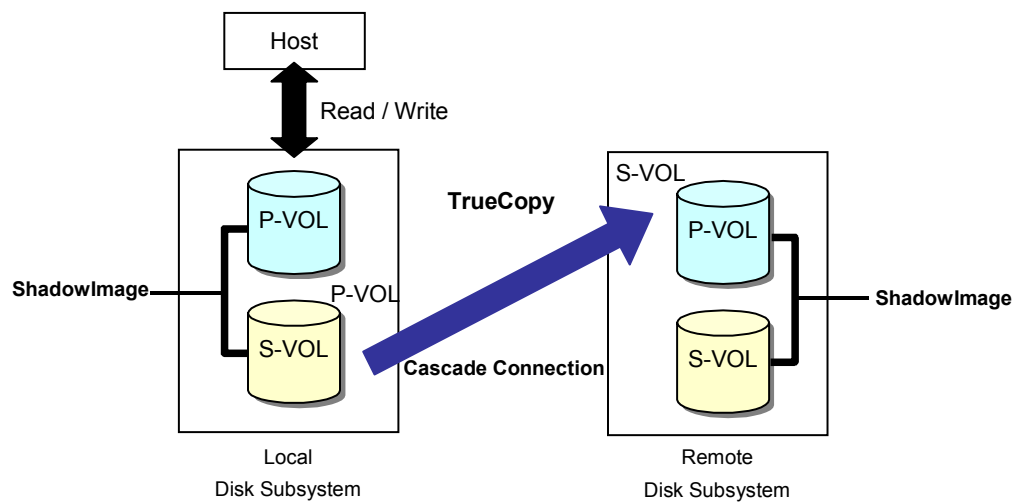 Host
Read / Write
S-VOL
TrueCopy
P-VOL
P-VOL
ShadowImage
P-VOL
ShadowImage
S-VOL
S-VOL
Cascade Connection
Local
Disk Subsystem
Remote
Disk Subsystem